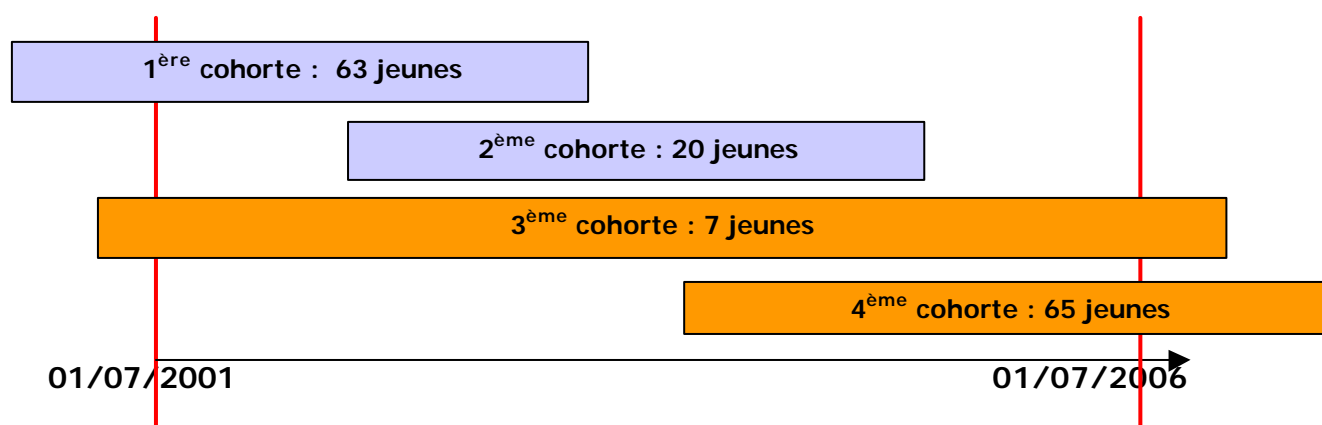 1ère cohorte :  63 jeunes
2ème cohorte : 20 jeunes
3ème cohorte : 7 jeunes
4ème cohorte : 65 jeunes
01/07/2001 01/07/2006